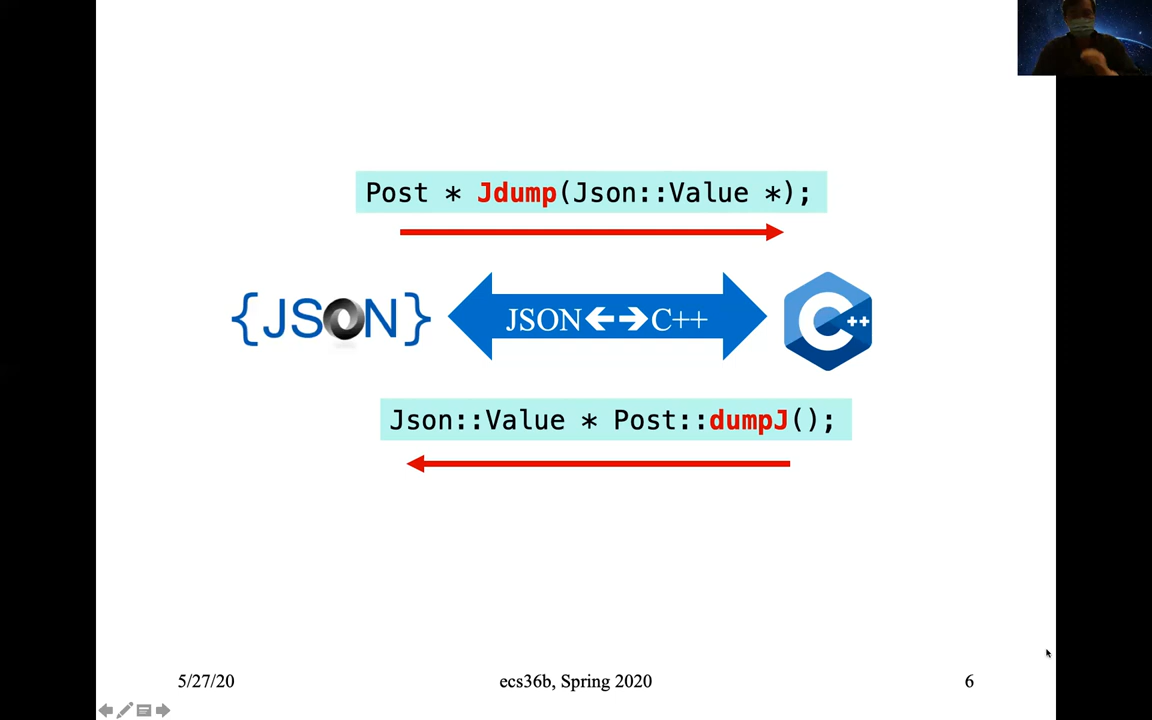 Post * Jdump(Json::Value *);
{JSON}
JSON🡨🡪C++
C++
Json::Value * Post::dumpJ();
5/27/20
ecs36b, Spring 2020
6